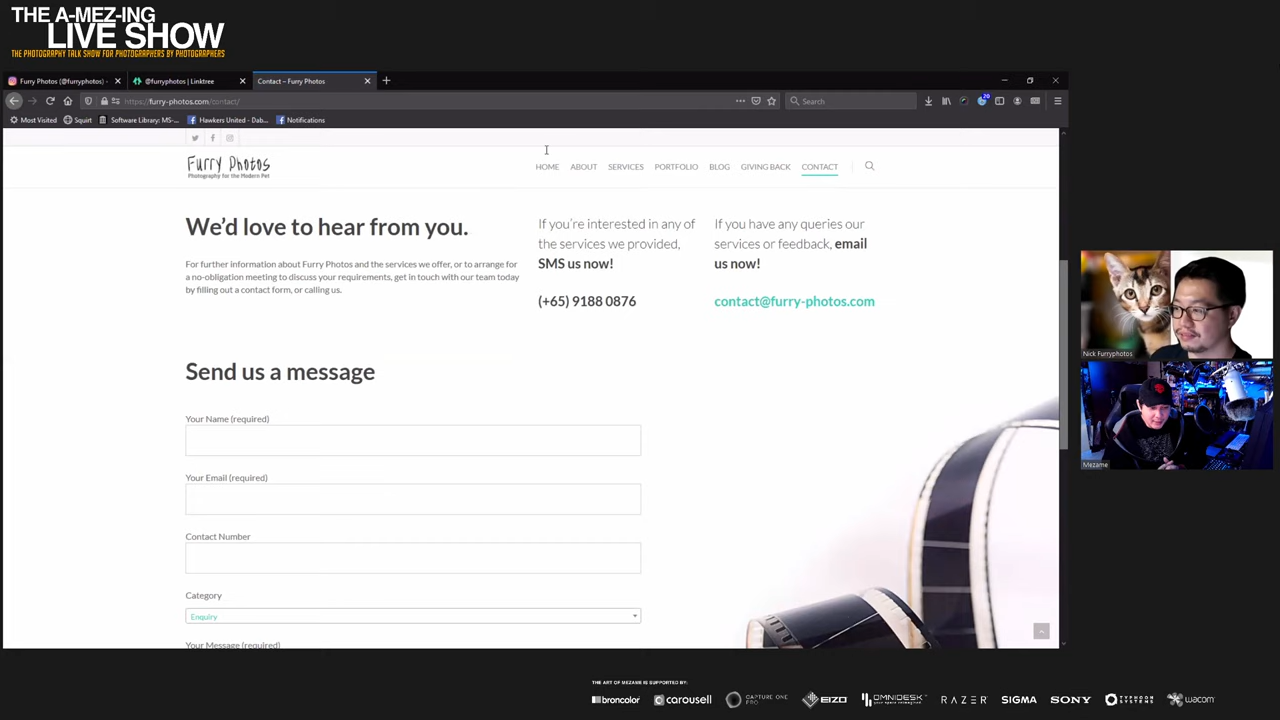 THE A-MEZ-ING
LIVE SHOW
THE PHOTOGRAPHY TALK SHOW FOR PHOTOGRAPHERS BY PHOTOGRAPHERS
Furry Photos (@furryphotos) -
@furryphotos | Linktree
Contact – Furry Photos
https://furry-photos.com/contact/
Search
20
Most Visited
Squirt
Software Library: MS-...
Hawkers United - Dab...
Notifications
Furry Photos
Photography for the Modern Pet
HOME ABOUT SERVICES PORTFOLIO BLOG GIVING BACK CONTACT
We'd love to hear from you.
For further information about Furry Photos and the services we offer, or to arrange for
a no-obligation meeting to discuss your requirements, get in touch with our team today
by filling out a contact form, or calling us.
If you're interested in any of
the services we provided,
SMS us now!
(+65) 9188 0876
If you have any queries our
services or feedback, email
us now!
contact@furry-photos.com
Send us a message
Your Name (required)
Your Email (required)
Contact Number
Category
Enquiry
Your Message (required)
Nick Furryphotos
Mezame
THE ART OF MEZAME IS SUPPORTED BY:
broncolor carousell CAPTURE ONE PRO EIZO OMNIDESK RAZER SIGMA SONY TYPHOON SYSTEMS wacom